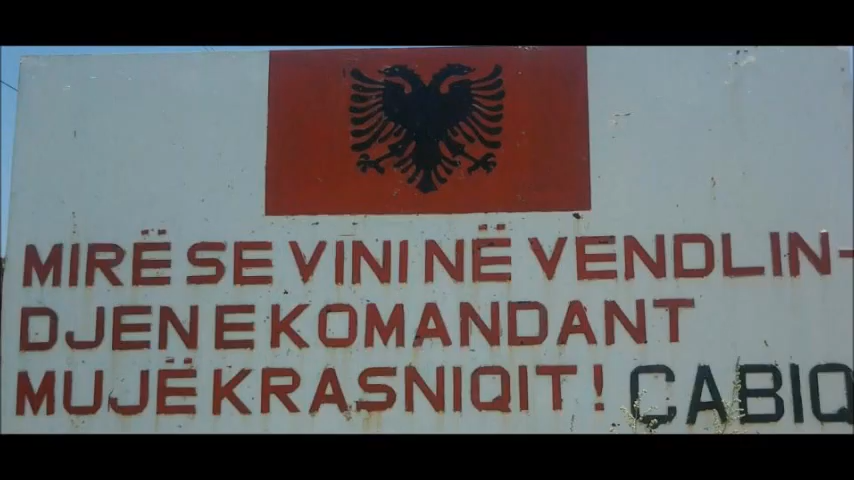 MIRË SE VINI NË VENDLIN-
DJEN E KOMANDANT
MUJË KRASNIQIT! CABIQ